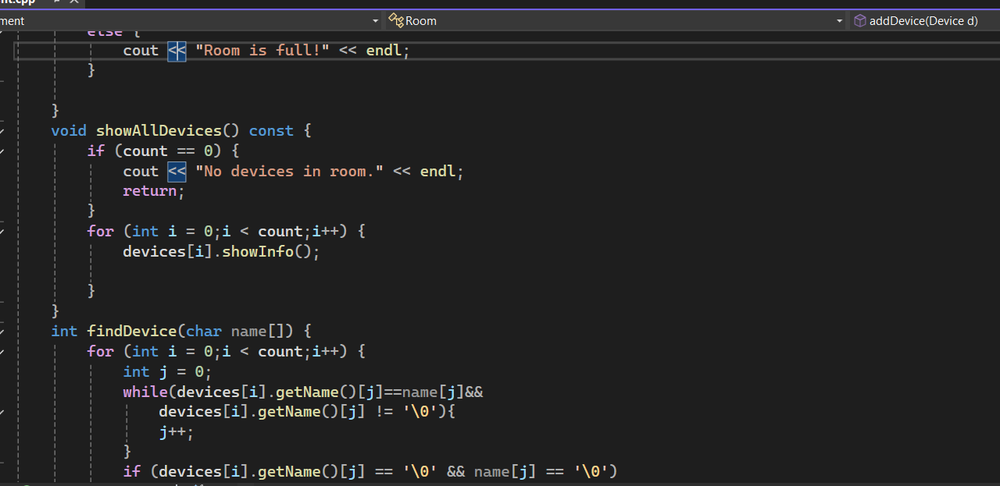 nt.cpp
ment Room addDevice(Device d)
else {
cout << "Room is full!" << endl;
}
}
void showAllDevices() const {
if (count == 0) {
cout << "No devices in room." << endl;
return;
}
for (int i = 0;i < count;i++) {
devices[i].showInfo();
}
}
int findDevice(char name[]) {
for (int i = 0;i < count;i++) {
int j = 0;
while(devices[i].getName()[j]==name[j]&&
devices[i].getName()[j] != '\0'){
j++;
}
if (devices[i].getName()[j] == '\0' && name[j] == '\0')